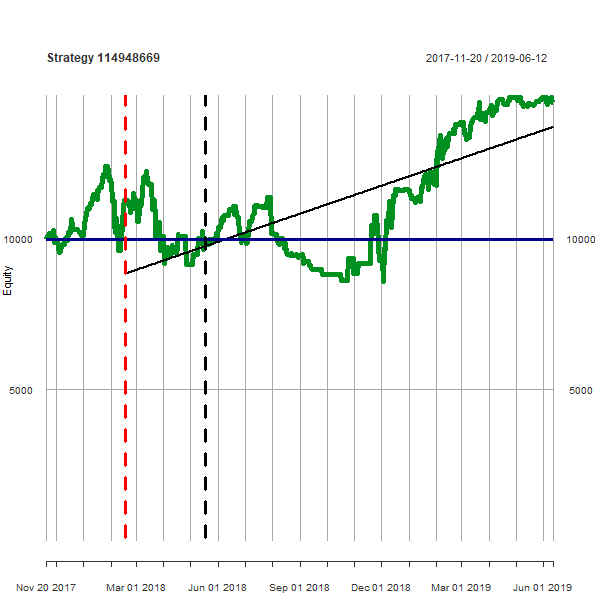 Strategy 114948669
2017-11-20 / 2019-06-12
10000
10000
Equity
5000
5000
Nov 20 2017
Mar 01 2018
Jun 01 2018
Sep 01 2018
Dec 01 2018
Mar 01 2019
Jun 01 2019